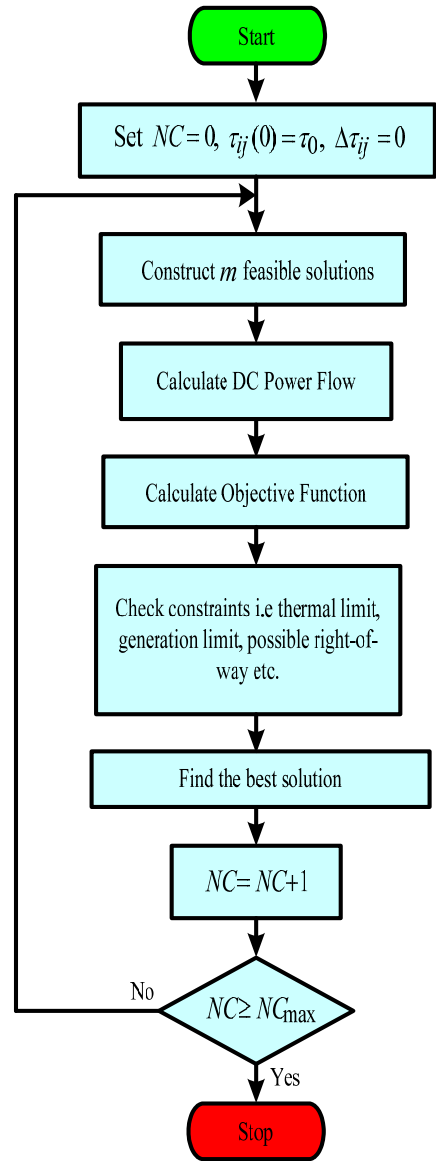 Start
Set NC=0, τij(0)=τ0, Δτij=0
Construct m feasible solutions
Calculate DC Power Flow
Calculate Objective Function
Check constraints i.e thermal limit,
generation limit, possible right-of-
way etc.
Find the best solution
NC= NC+1
No
NC≥ NCmax
Yes
Stop